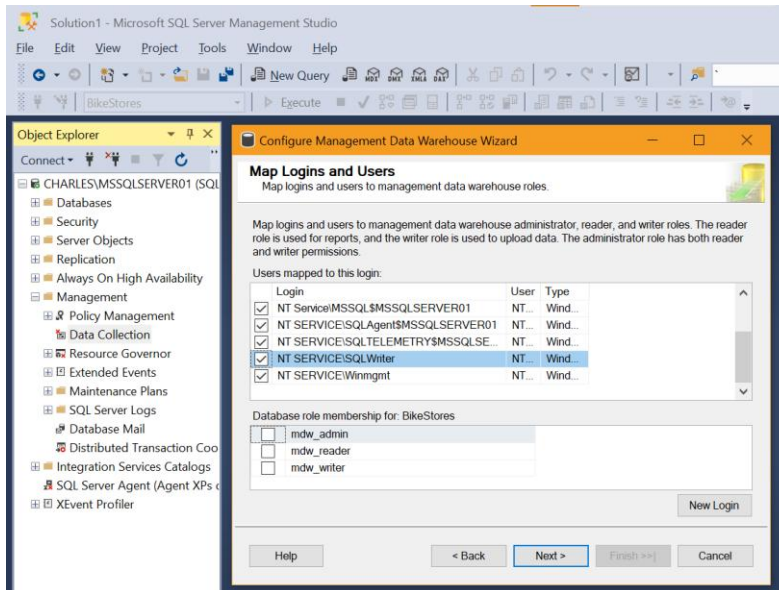 Solution1 - Microsoft SQL Server Management Studio
File Edit View Project Tools Window Help
New Query MDX DMX XMLA DAX
BikeStores Execute
Object Explorer
Connect
CHARLES\MSSQLSERVER01 (SQL
Databases
Security
Server Objects
Replication
Always On High Availability
Management
Policy Management
Data Collection
Resource Governor
Extended Events
Maintenance Plans
SQL Server Logs
Database Mail
Distributed Transaction Coo
Integration Services Catalogs
SQL Server Agent (Agent XPs
XEvent Profiler
Configure Management Data Warehouse Wizard
Map Logins and Users
Map logins and users to management data warehouse roles.
Map logins and users to management data warehouse administrator, reader, and writer roles. The reader
role is used for reports, and the writer role is used to upload data. The administrator role has both reader
and writer permissions.
Users mapped to this login:
Login User Type
NT Service\MSSQL$MSSQLSERVER01 NT... Wind...
NT SERVICE\SQLAgent$MSSQLSERVER01 NT... Wind...
NT SERVICE\SQLTELEMETRY$MSSQLSE... NT... Wind...
NT SERVICE\SQLWriter NT... Wind...
NT SERVICE\Winmgmt NT... Wind...
Database role membership for: BikeStores
mdw_admin
mdw_reader
mdw_writer
New Login
Help < Back Next > Finish >>| Cancel